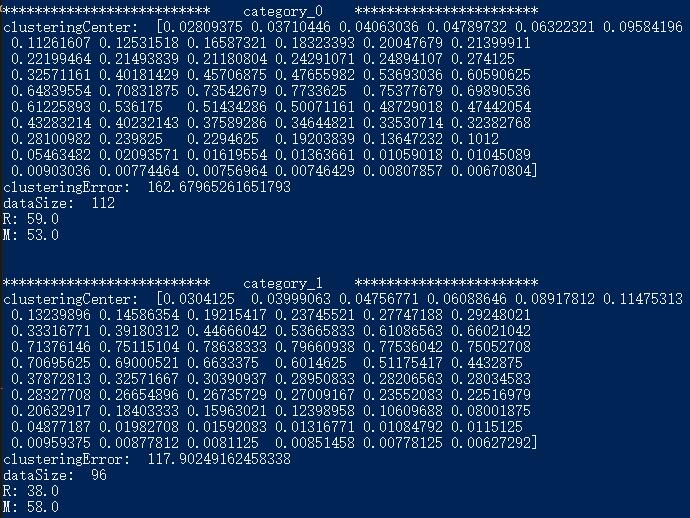 **************************    category_0    ***********************
clusteringCenter:  [0.02809375 0.03710446 0.04063036 0.04789732 0.06322321 0.09584196
 0.11261607 0.12531518 0.16587321 0.18323393 0.20047679 0.21399911
 0.22199464 0.21493839 0.21180804 0.24291071 0.24894107 0.274125
 0.32571161 0.40181429 0.45706875 0.47655982 0.53693036 0.60590625
 0.64839554 0.70831875 0.73542679 0.7733625  0.75377679 0.69890536
 0.61225893 0.536175   0.51434286 0.50071161 0.48729018 0.47442054
 0.43283214 0.40232143 0.37589286 0.34644821 0.33530714 0.32382768
 0.28100982 0.239825   0.2294625  0.19203839 0.13647232 0.1012
 0.05463482 0.02093571 0.01619554 0.01363661 0.01059018 0.01045089
 0.00903036 0.00774464 0.00756964 0.00746429 0.00807857 0.00670804]
clusteringError:  162.67965261651793
dataSize:  112
R: 59.0
M: 53.0
**************************    category_1    ***********************
clusteringCenter:  [0.0304125  0.03999063 0.04756771 0.06088646 0.08917812 0.11475313
 0.13239896 0.14586354 0.19215417 0.23745521 0.27747188 0.29248021
 0.33316771 0.39180312 0.44666042 0.53665833 0.61086563 0.66021042
 0.71376146 0.75115104 0.78638333 0.79660938 0.77536042 0.75052708
 0.70695625 0.69000521 0.6633375  0.6014625  0.51175417 0.4432875
 0.37872813 0.32571667 0.30390937 0.28950833 0.28206563 0.28034583
 0.28327708 0.26654896 0.26735729 0.27009167 0.23552083 0.22516979
 0.20632917 0.18403333 0.15963021 0.12398958 0.10609688 0.08001875
 0.04877187 0.01982708 0.01592083 0.01316771 0.01084792 0.0115125
 0.00959375 0.00877812 0.0081125  0.00851458 0.00778125 0.00627292]
clusteringError:  117.90249162458338
dataSize:  96
R: 38.0
M: 58.0